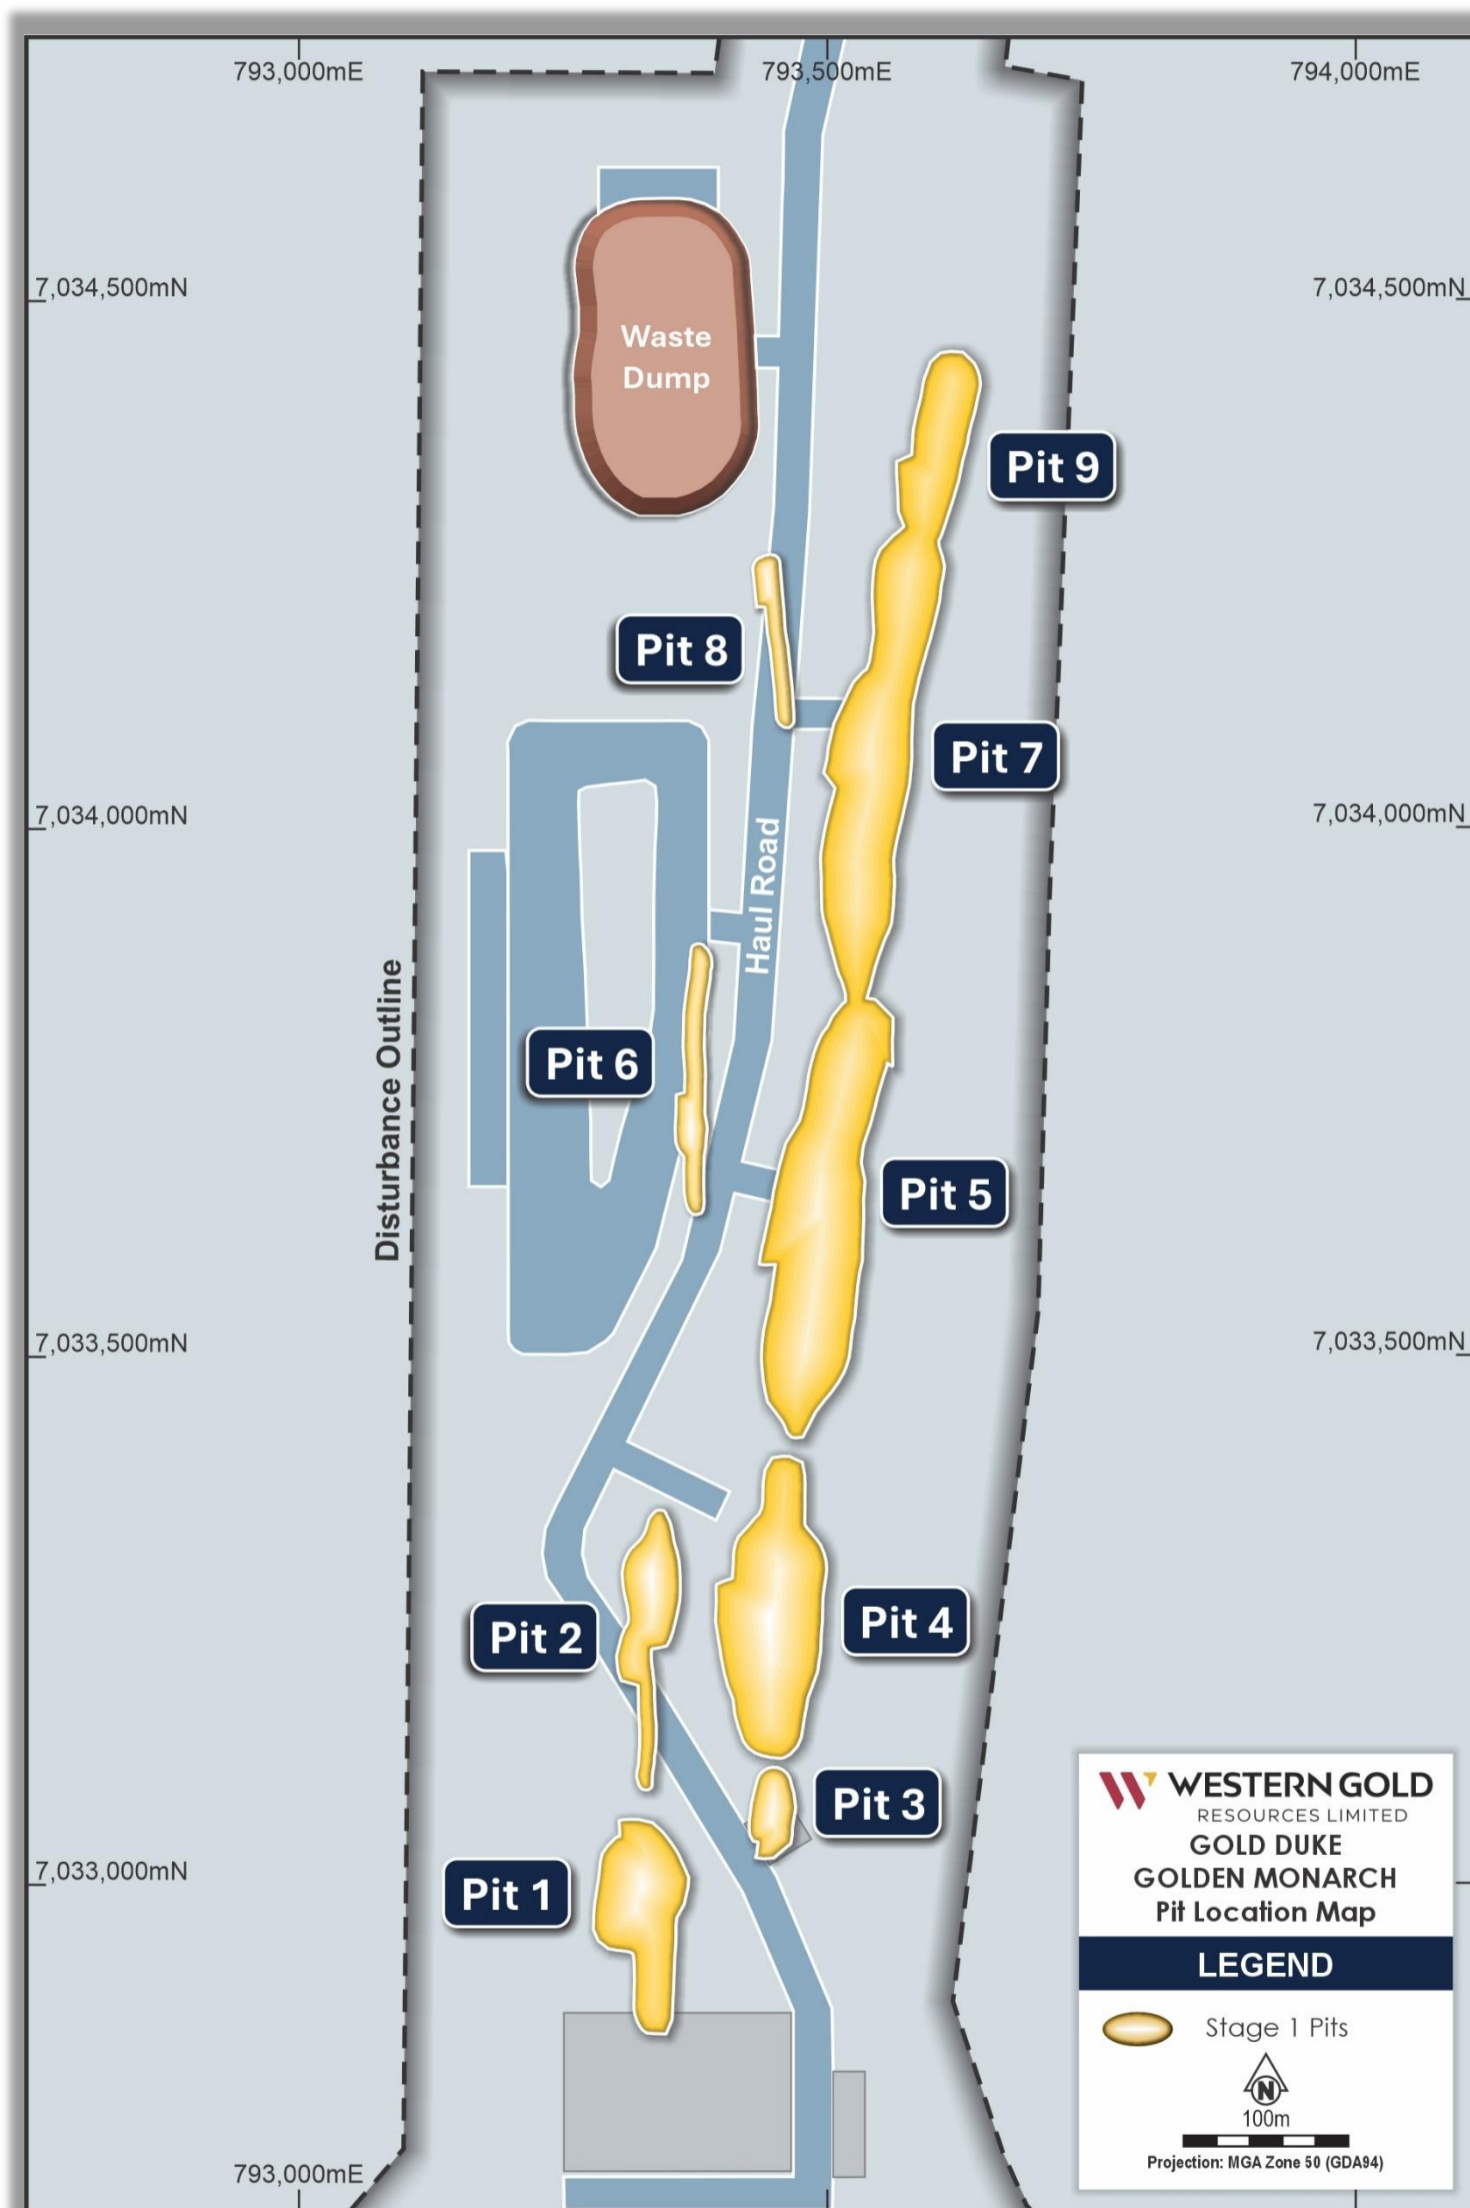 793,000mE
793,500mE
794,000mE
7,034,500mN
7,034,500mN
Waste
Dump
Pit 9
Pit 8
Pit 7
7,034,000mN
7,034,000mN
Haul Road
Disturbance Outline
Pit 6
Pit 5
7,033,500mN
7,033,500mN
Pit 2
Pit 4
Pit 3
7,033,000mN
Pit 1
793,000mE
WESTERN GOLD
RESOURCES LIMITED
GOLD DUKE
GOLDEN MONARCH
Pit Location Map
LEGEND
Stage 1 Pits
N
100m
Projection: MGA Zone 50 (GDA94)